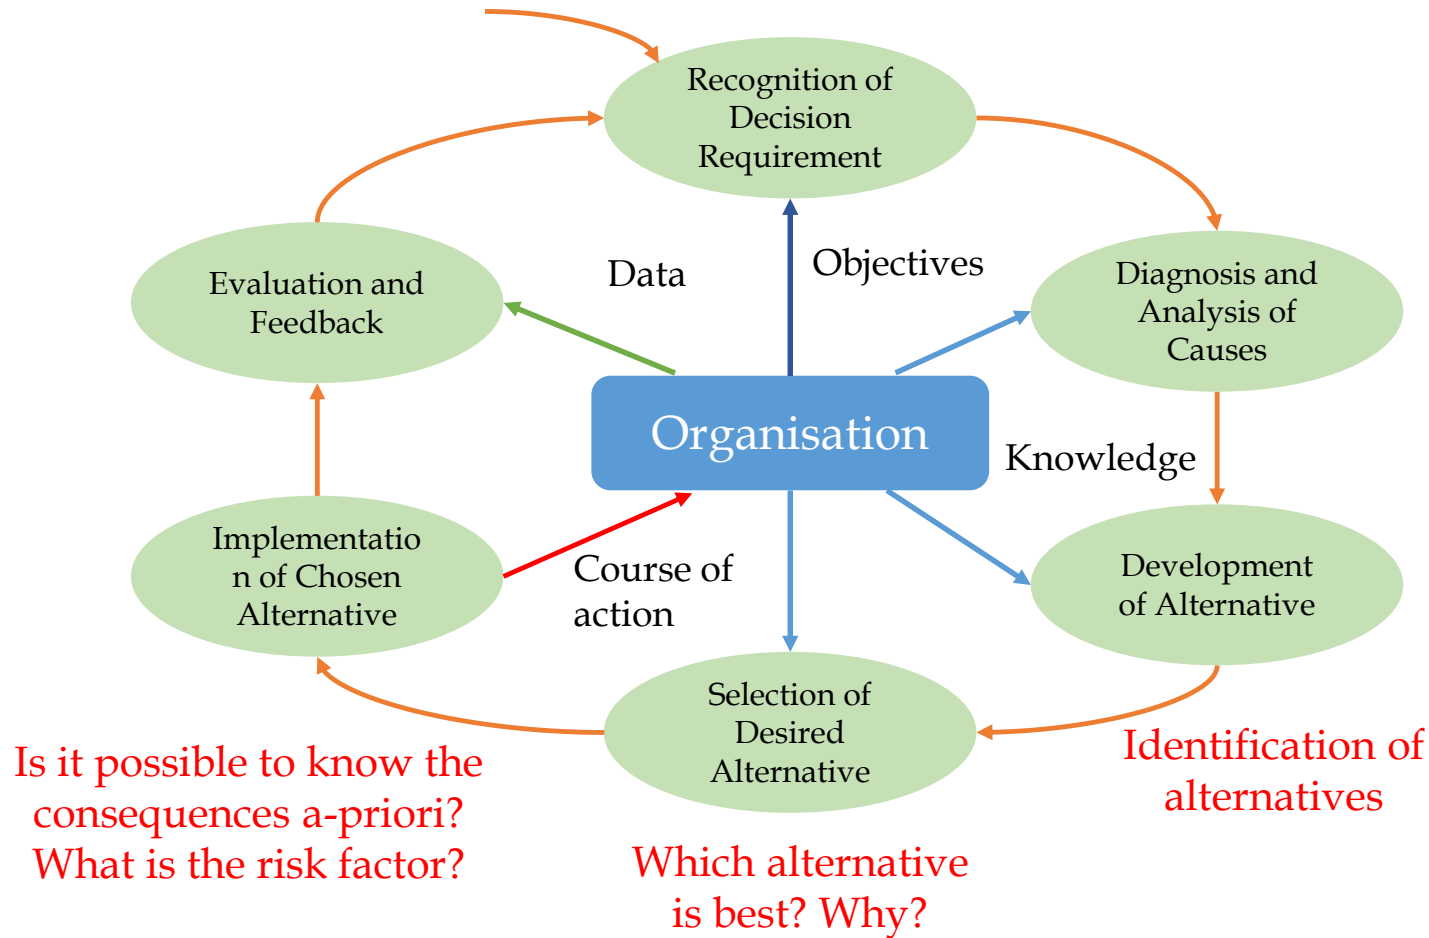 Recognition of
Decision
Requirement
Data
Objectives
Evaluation and
Feedback
Diagnosis and
Analysis of
Causes
Organisation
Knowledge
Implementatio
n of Chosen
Alternative
Course of
action
Development
of Alternative
Selection of
Desired
Alternative
Is it possible to know the
consequences a-priori?
What is the risk factor?
Identification of
alternatives
Which alternative
is best? Why?